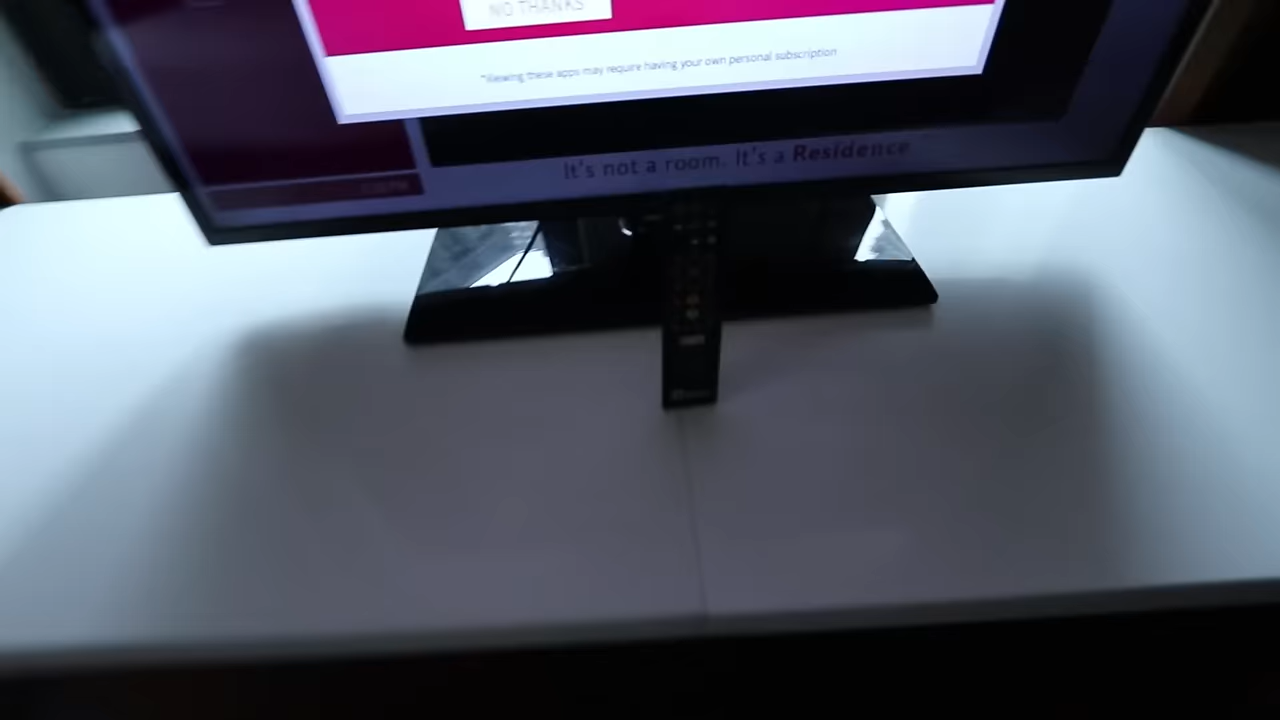 NO THANKS
*Viewing these apps may require having your own personal subscription
It's not a room. It's a Residence